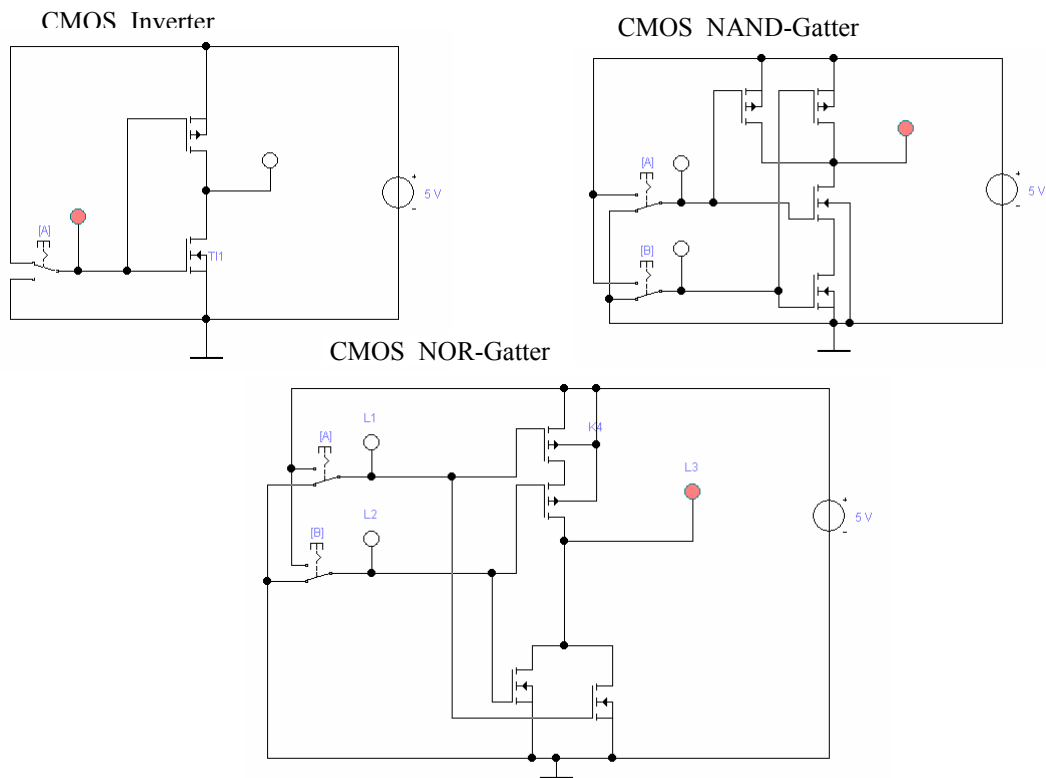 CMOS Inverter
[A]
TI1
+
5 V
-
CMOS NAND-Gatter
[A]
[B]
+
5 V
-
CMOS NOR-Gatter
L1
[A]
K4
L3
L2
[B]
+
5 V
-